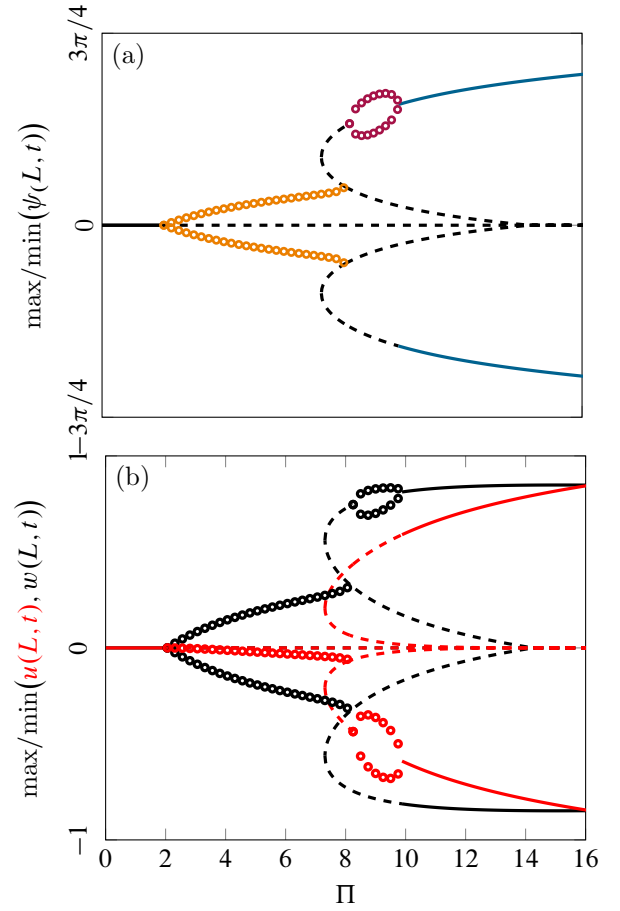 3π/4
(a)
max/min(ψ(L, t))
0
−3π/4
1
(b)
max/min(u(L, t), w(L, t))
0
−1
0 2 4 6 8 10 12 14 16
Π